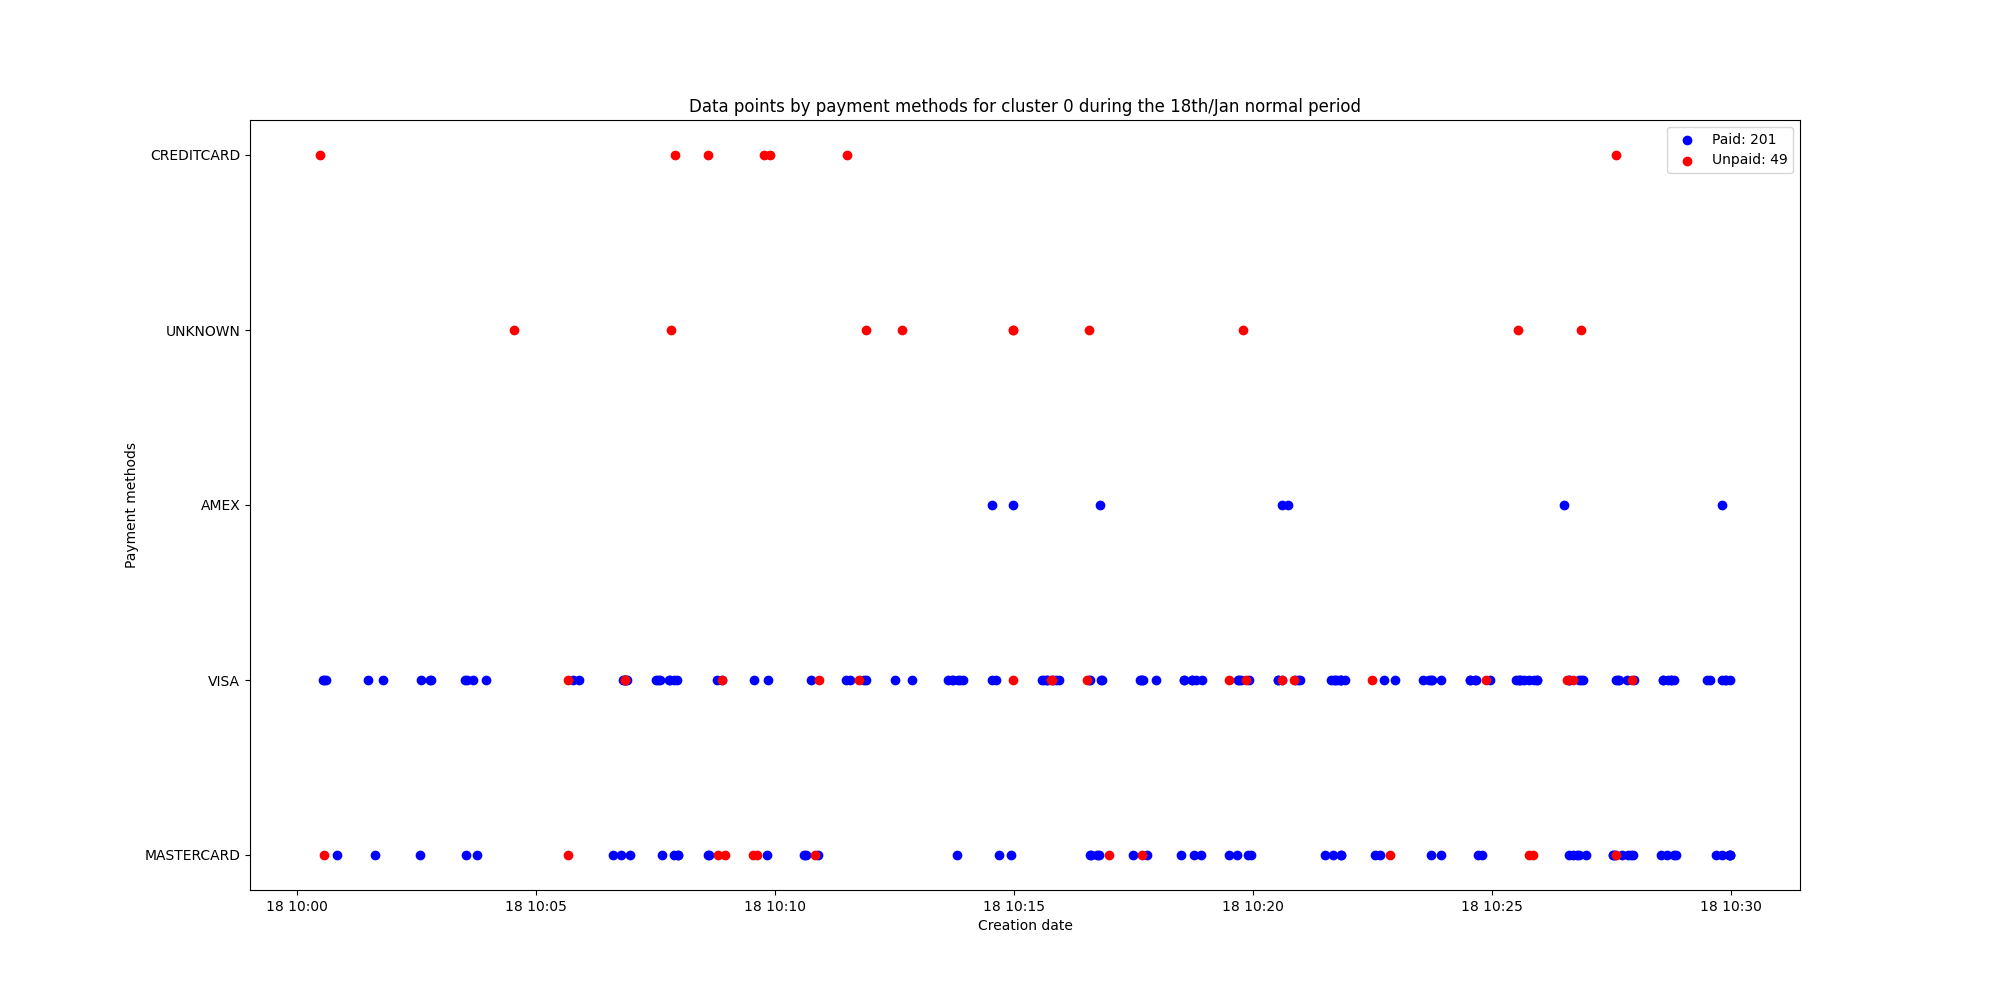 Data points by payment methods for cluster 0 during the 18th/Jan normal period
Paid: 201
Unpaid: 49
CREDITCARD
UNKNOWN
AMEX
VISA
MASTERCARD
Payment methods
18 10:00 18 10:05 18 10:10 18 10:15 18 10:20 18 10:25 18 10:30
Creation date